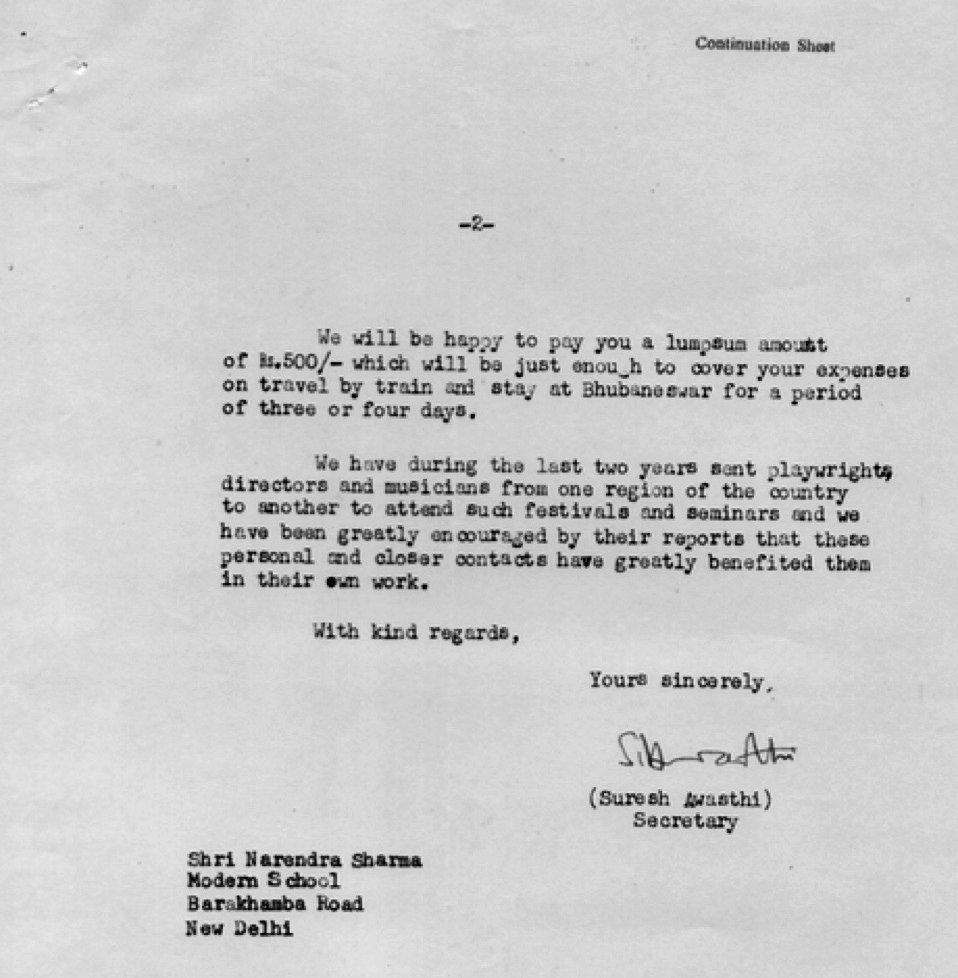 Continuation Sheet
-2-
We will be happy to pay you a lumpsum amoutt
of Rs.500/- which will be just enou_h to cover your expenses
on travel by train and stay at Bhubaneswar for a period
of three or four days.
We have during the last two years sent playwrights,
directors and musicians from one region of the country
to another to attend such festivals and seminars and we
have been greatly encouraged by their reports that these
personal and closer contacts have greatly benefited them
in their own work.
With kind regards,
Yours sincerely,
(Suresh Awasthi)
Secretary
Shri Narendra Sharma
Modern School
Barakhamba Road
New Delhi